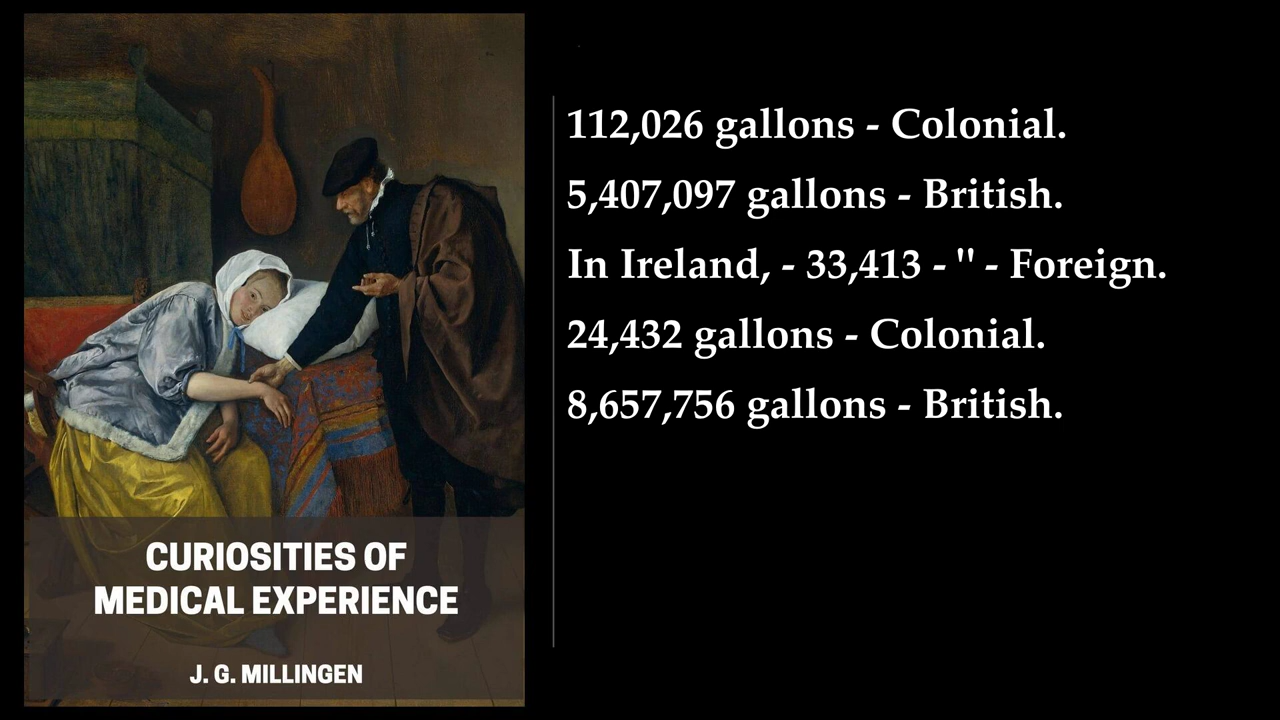 112,026 gallons - Colonial.
5,407,097 gallons - British.
In Ireland, - 33,413 - " - Foreign.
24,432 gallons - Colonial.
8,657,756 gallons - British.
CURIOSITIES OF
MEDICAL EXPERIENCE
J. G. MILLINGEN